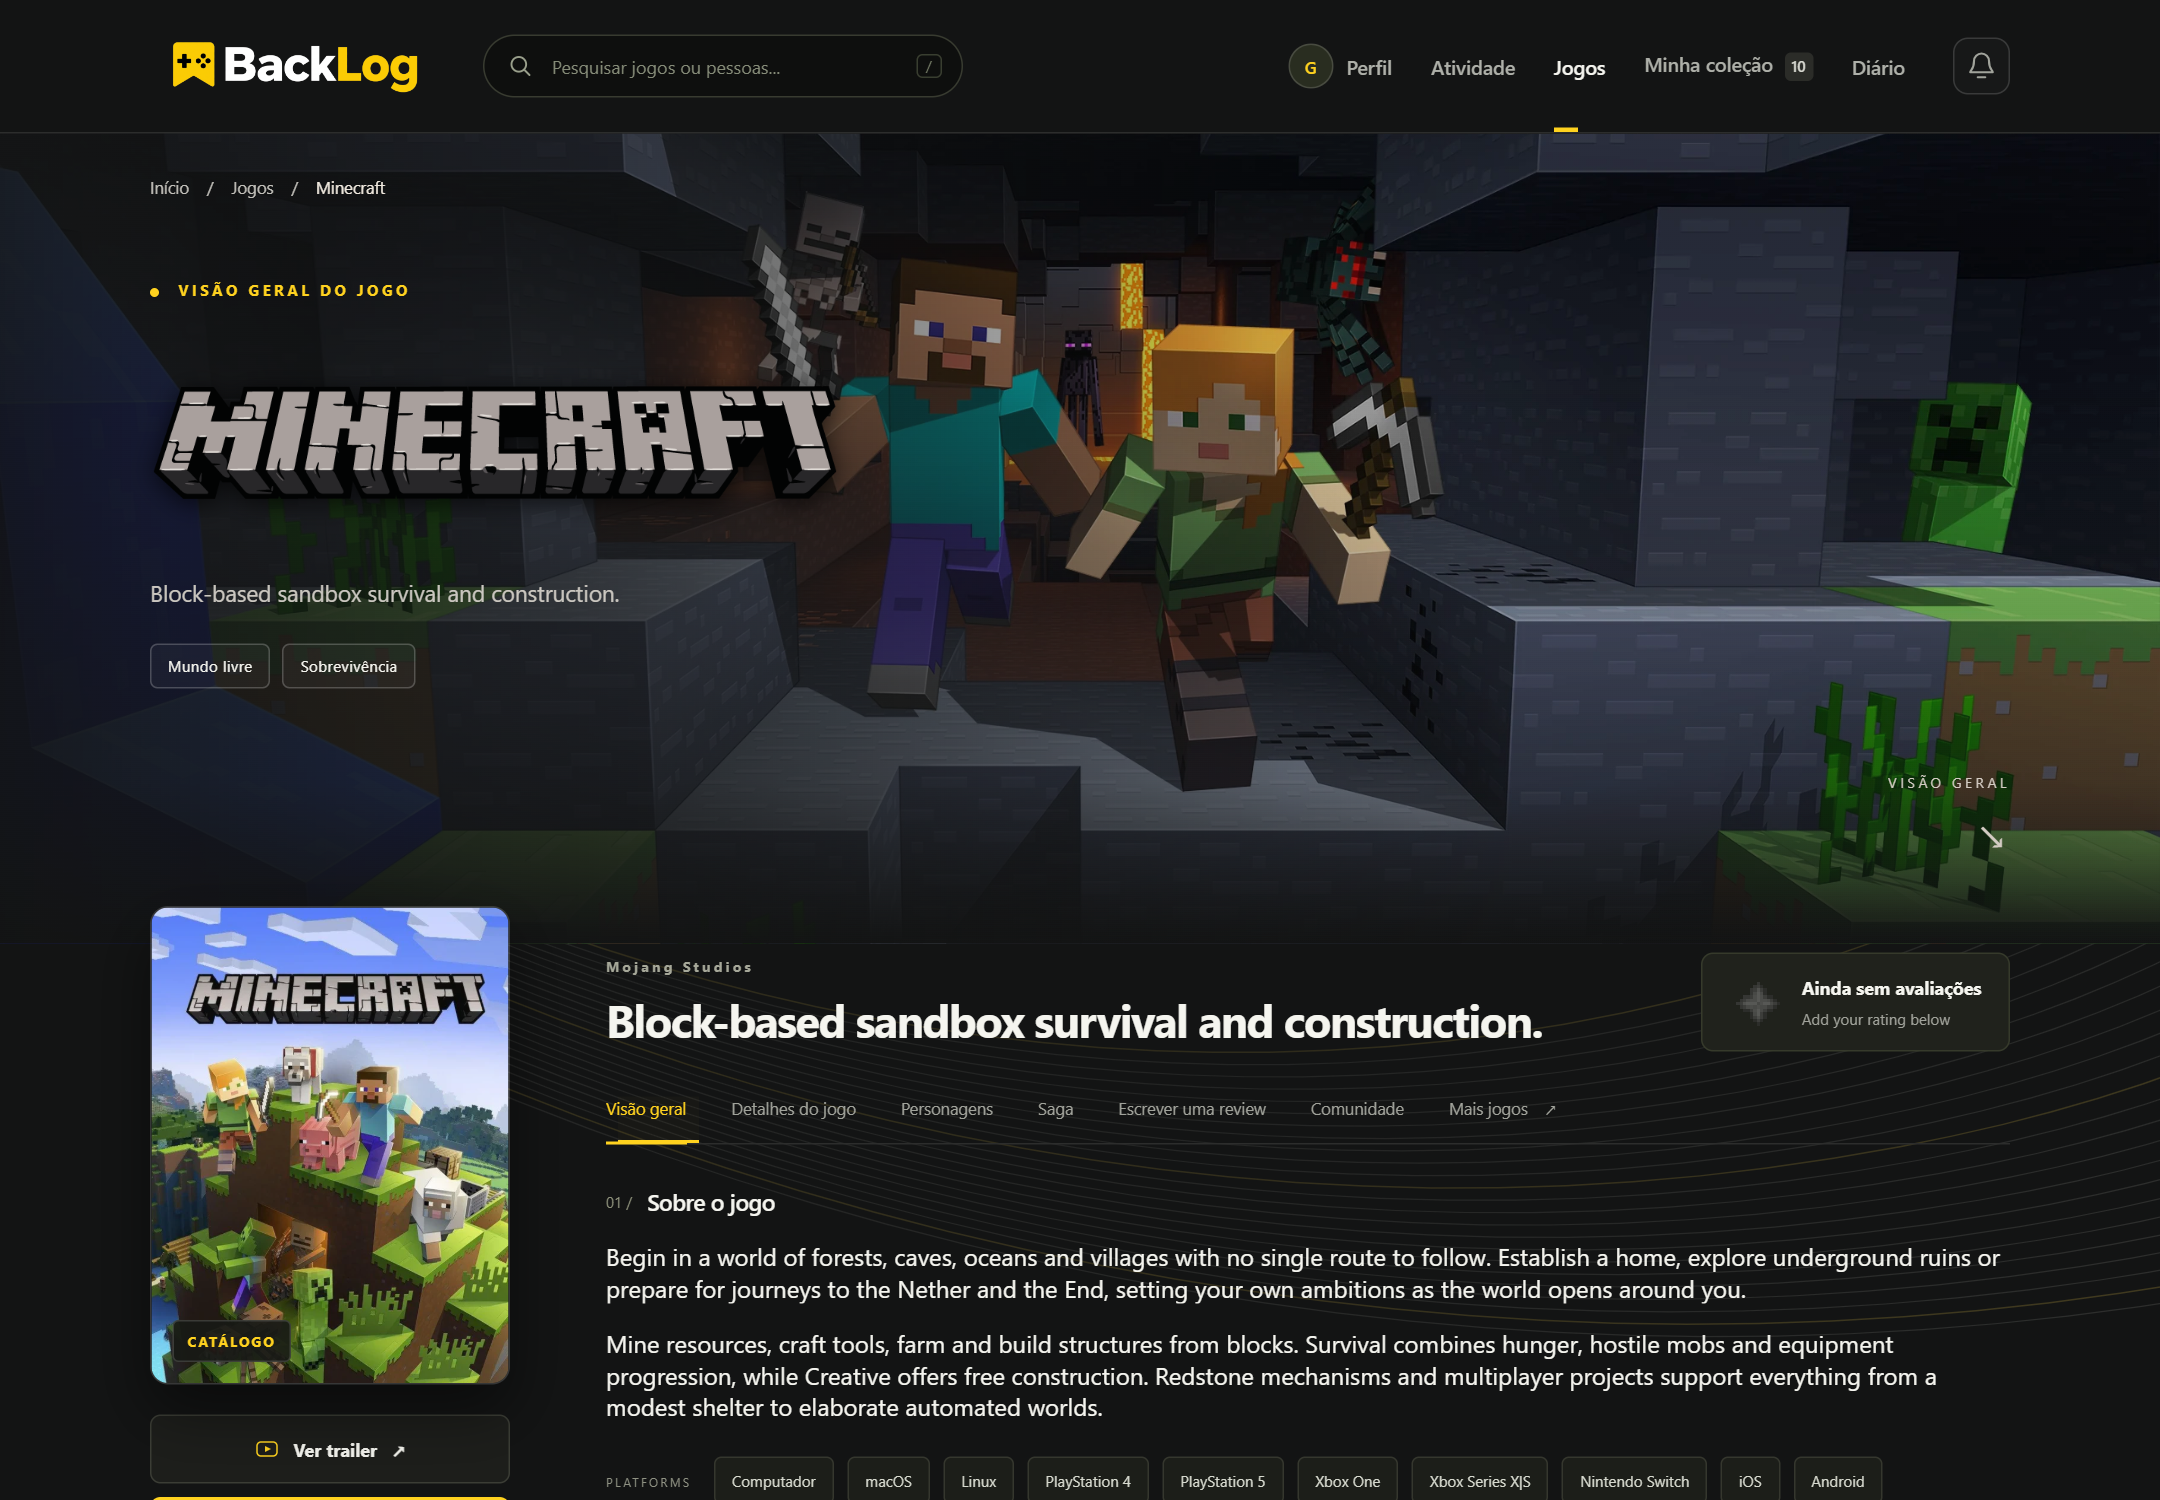 BackLog
Pesquisar jogos ou pessoas...
/
G
Perfil
Atividade
Jogos
Minha coleção
10
Diário
Início / Jogos / Minecraft
VISÃO GERAL DO JOGO
MINECRAFT
Block-based sandbox survival and construction.
Mundo livre
Sobrevivência
VISÃO GERAL
MINECRAFT
CATÁLOGO
Ver trailer ↗
Mojang Studios
Block-based sandbox survival and construction.
Ainda sem avaliações
Add your rating below
Visão geral
Detalhes do jogo
Personagens
Saga
Escrever uma review
Comunidade
Mais jogos ↗
01 / Sobre o jogo
Begin in a world of forests, caves, oceans and villages with no single route to follow. Establish a home, explore underground ruins or
prepare for journeys to the Nether and the End, setting your own ambitions as the world opens around you.
Mine resources, craft tools, farm and build structures from blocks. Survival combines hunger, hostile mobs and equipment
progression, while Creative offers free construction. Redstone mechanisms and multiplayer projects support everything from a
modest shelter to elaborate automated worlds.
PLATFORMS
Computador
macOS
Linux
PlayStation 4
PlayStation 5
Xbox One
Xbox Series X|S
Nintendo Switch
iOS
Android